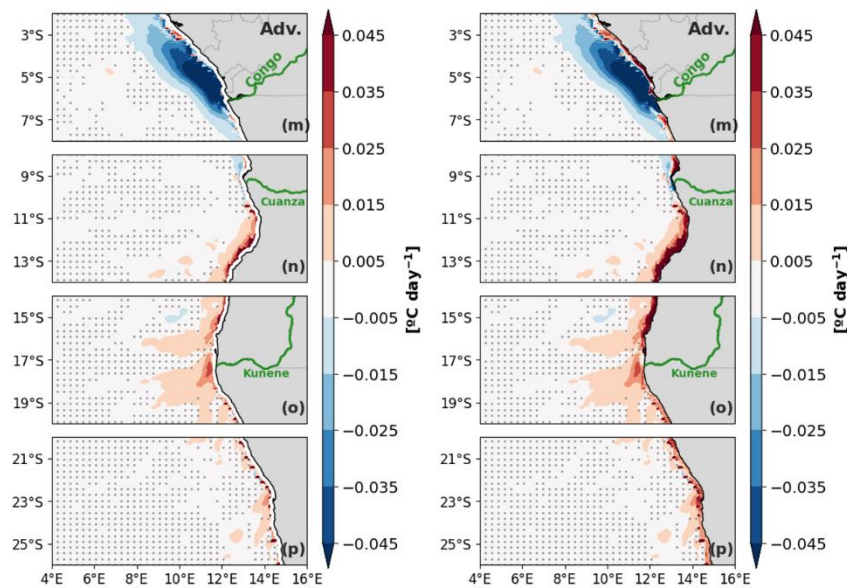 3°S
5°S
7°S
Adv.
Congo
(m)
9°S
11°S
13°S
Cuanza
(n)
15°S
17°S
19°S
Kunene
(o)
21°S
23°S
25°S
(p)
4°E 6°E 8°E 10°E 12°E 14°E 16°E
0.045
0.035
0.025
0.015
0.005
−0.005
−0.015
−0.025
−0.035
−0.045
[ºC day⁻¹]
3°S
5°S
7°S
Adv.
Congo
(m)
9°S
11°S
13°S
Cuanza
(n)
15°S
17°S
19°S
Kunene
(o)
21°S
23°S
25°S
(p)
4°E 6°E 8°E 10°E 12°E 14°E 16°E
0.045
0.035
0.025
0.015
0.005
−0.005
−0.015
−0.025
−0.035
−0.045
[ºC day⁻¹]